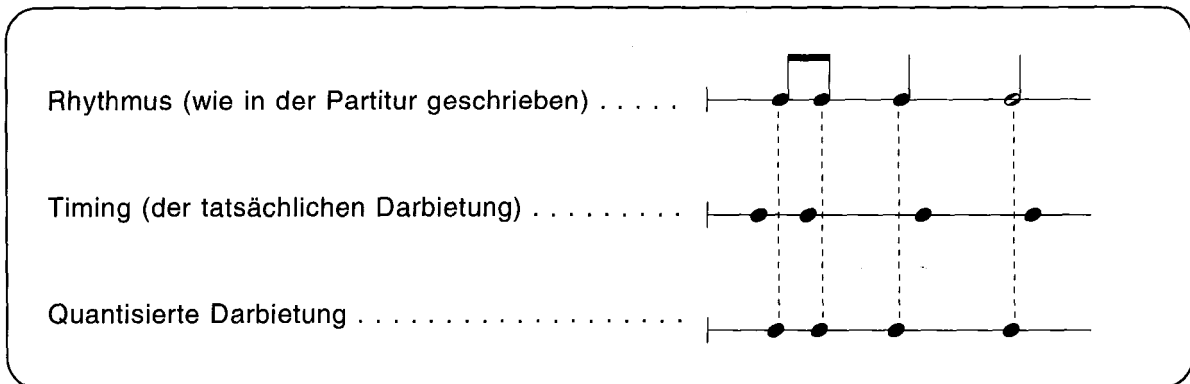 Rhythmus (wie in der Partitur geschrieben) . . . . .
Timing (der tatsächlichen Darbietung) . . . . . . . . .
Quantisierte Darbietung . . . . . . . . . . . . . . . . . . .